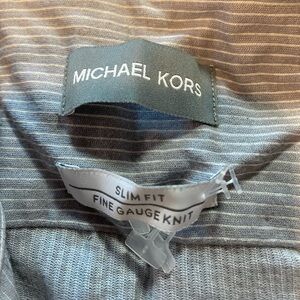 MICHAEL KORS
SLIM FIT
FINE GAUGE KNIT